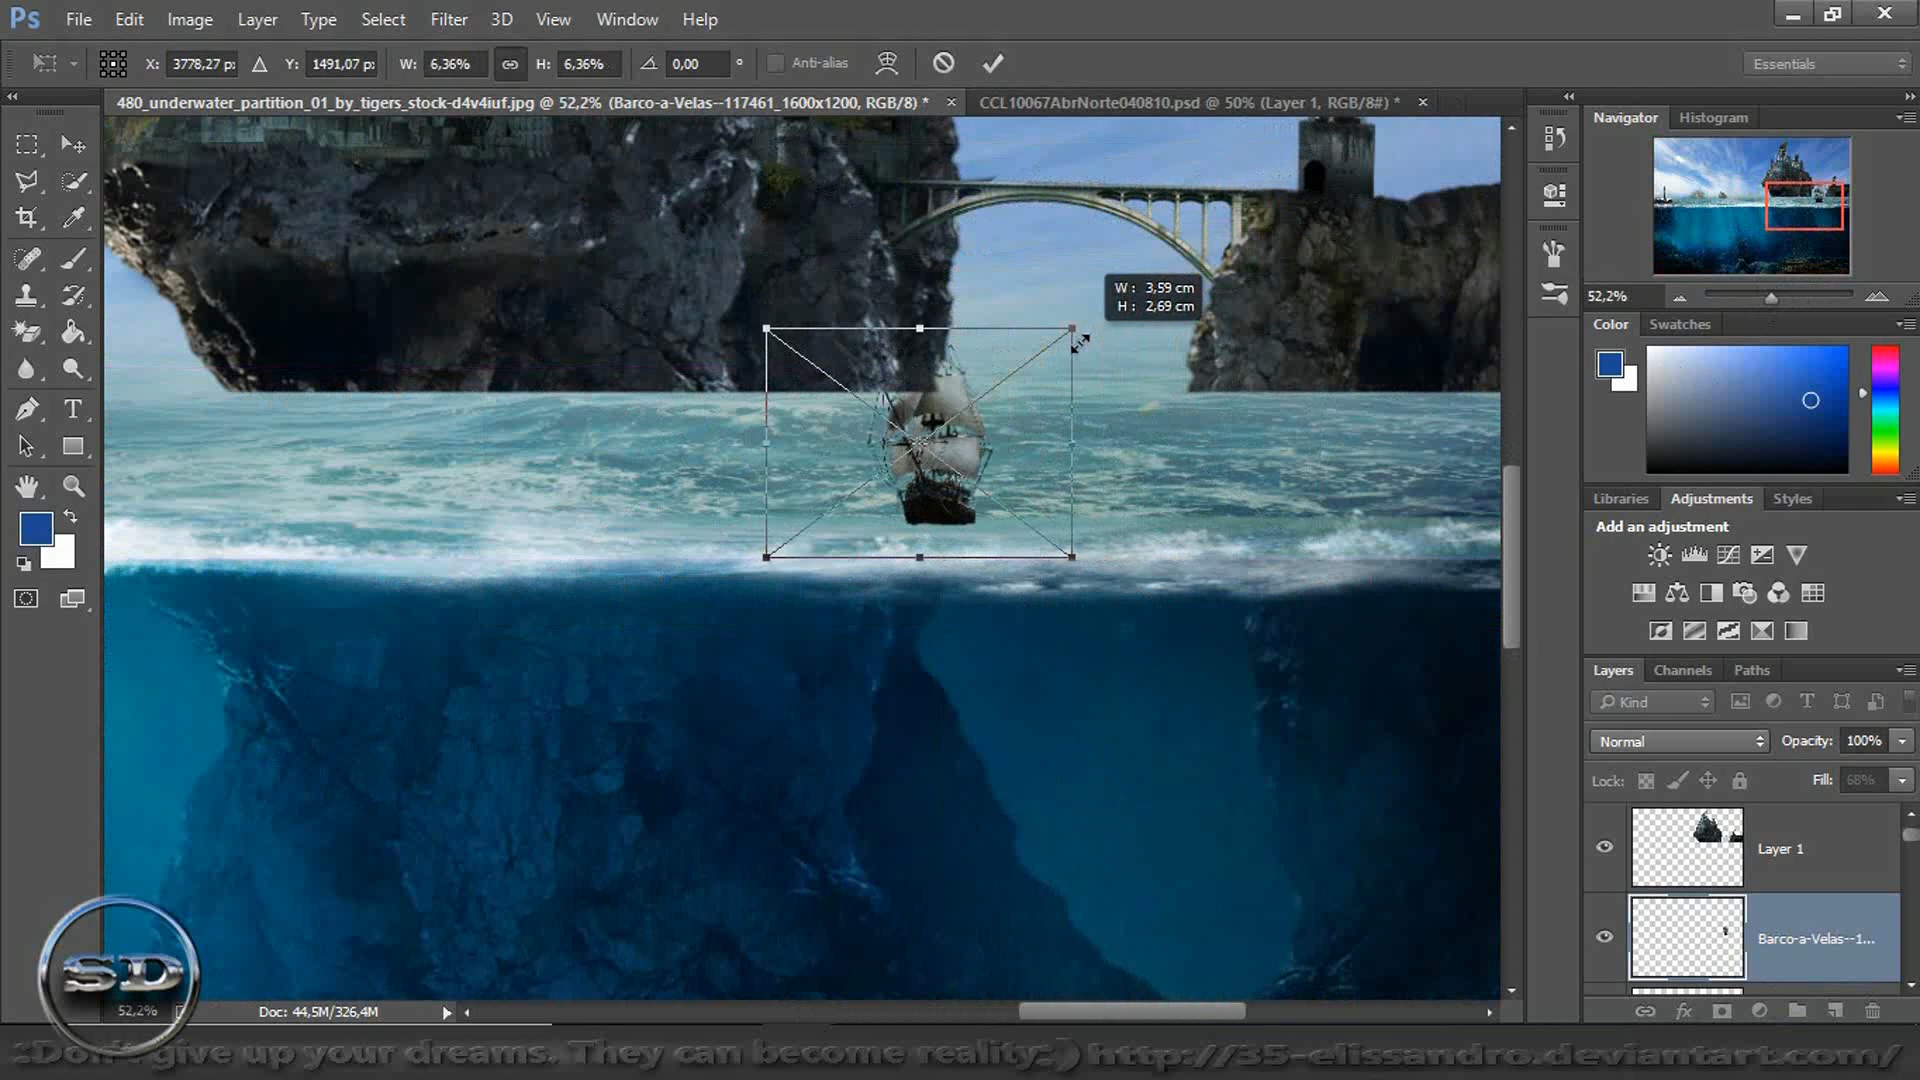 Ps File Edit Image Layer Type Select Filter 3D View Window Help
X: 3778,27 p: Y: 1491,07 p: W: 6,36% H: 6,36% 0,00 ° Anti-alias Essentials
480_underwater_partition_01_by_tigers_stock-d4v4iuf.jpg @ 52,2% (Barco-a-Velas--117461_1600x1200, RGB/8) * × CCL10067AbrNorte040810.psd @ 50% (Layer 1, RGB/8#) * ×
Navigator Histogram
W : 3,59 cm
H : 2,69 cm
52,2%
Color Swatches
Libraries Adjustments Styles
Add an adjustment
Layers Channels Paths
Kind
Normal Opacity: 100%
Lock: Fill: 68%
Layer 1
Barco-a-Velas--1...
SD
52,2% Doc: 44,5M/326,4M
:Don't give up your dreams. They can become reality:) http://35-elissandro.deviantart.com/